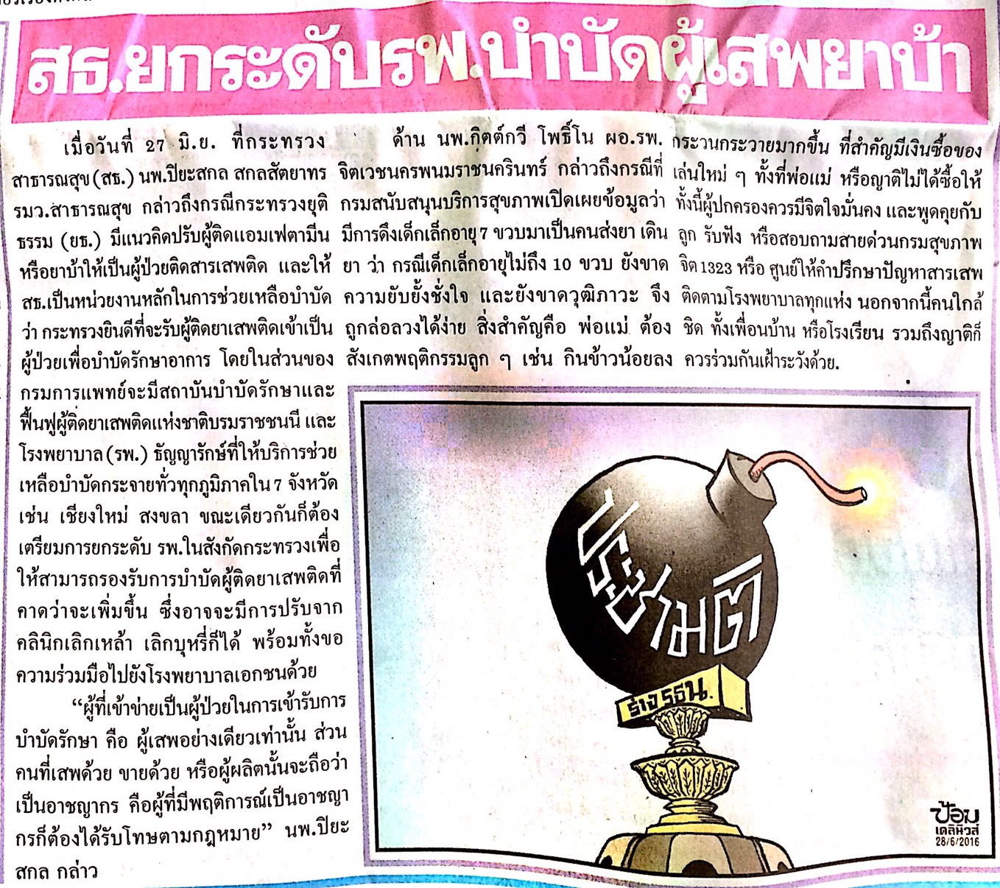 สธ.ยกระดับรพ.บำบัดผู้เสพยาบ้า
เมื่อวันที่ 27 มิ.ย. ที่กระทรวง
สาธารณสุข(สธ.) นพ.ปิยะสกล สกลสัตยาทร
รมว.สาธารณสุข กล่าวถึงกรณีกระทรวงยุติ
ธรรม (ยธ.) มีแนวคิดปรับผู้ติดแอมเฟตามีน
หรือยาบ้าให้เป็นผู้ป่วยติดสารเสพติด และให้
สธ.เป็นหน่วยงานหลักในการช่วยเหลือบำบัด
ว่า กระทรวงยินดีที่จะรับผู้ติดยาเสพติดเข้าเป็น
ผู้ป่วยเพื่อบำบัดรักษาอาการ โดยในส่วนของ
กรมการแพทย์จะมีสถาบันบำบัดรักษาและ
ฟื้นฟูผู้ติดยาเสพติดแห่งชาติบรมราชชนนี และ
โรงพยาบาล(รพ.) ธัญญารักษ์ที่ให้บริการช่วย
เหลือบำบัดกระจายทั่วทุกภูมิภาคใน 7 จังหวัด
เช่น เชียงใหม่ สงขลา ขณะเดียวกันก็ต้อง
เตรียมการยกระดับ รพ.ในสังกัดกระทรวงเพื่อ
ให้สามารถรองรับการบำบัดผู้ติดยาเสพติดที่
คาดว่าจะเพิ่มขึ้น ซึ่งอาจจะมีการปรับจาก
คลินิกเลิกเหล้า เลิกบุหรี่ก็ได้ พร้อมทั้งขอ
ความร่วมมือไปยังโรงพยาบาลเอกชนด้วย
“ผู้ที่เข้าข่ายเป็นผู้ป่วยในการเข้ารับการ
บำบัดรักษา คือ ผู้เสพอย่างเดียวเท่านั้น ส่วน
คนที่เสพด้วย ขายด้วย หรือผู้ผลิตนั้นจะถือว่า
เป็นอาชญากร คือผู้ที่มีพฤติการณ์เป็นอาชญา
กรก็ต้องได้รับโทษตามกฎหมาย” นพ.ปิยะ
สกล กล่าว
ด้าน นพ.กิตต์กวี โพธิ์โน ผอ.รพ.
จิตเวชนครพนมราชนครินทร์ กล่าวถึงกรณีที่
กรมสนับสนุนบริการสุขภาพเปิดเผยข้อมูลว่า
มีการดึงเด็กเล็กอายุ 7 ขวบมาเป็นคนส่งยา เดิน
ยา ว่า กรณีเด็กเล็กอายุไม่ถึง 10 ขวบ ยังขาด
ความยับยั้งชั่งใจ และยังขาดวุฒิภาวะ จึง
ถูกล่อลวงได้ง่าย สิ่งสำคัญคือ พ่อแม่ ต้อง
สังเกตพฤติกรรมลูก ๆ เช่น กินข้าวน้อยลง
กระวนกระวายมากขึ้น ที่สำคัญมีเงินซื้อของ
เล่นใหม่ ๆ ทั้งที่พ่อแม่ หรือญาติไม่ได้ซื้อให้
ทั้งนี้ผู้ปกครองควรมีจิตใจมั่นคง และพูดคุยกับ
ลูก รับฟัง หรือสอบถามสายด่วนกรมสุขภาพ
จิต 1323 หรือ ศูนย์ให้คำปรึกษาปัญหาสารเสพ
ติดตามโรงพยาบาลทุกแห่ง นอกจากนี้คนใกล้
ชิด ทั้งเพื่อนบ้าน หรือโรงเรียน รวมถึงญาติก็
ควรร่วมกันเฝ้าระวังด้วย.
ประชามติ
ร่างรธน.
ป้อม
เดลินิวส์
28/6/2016